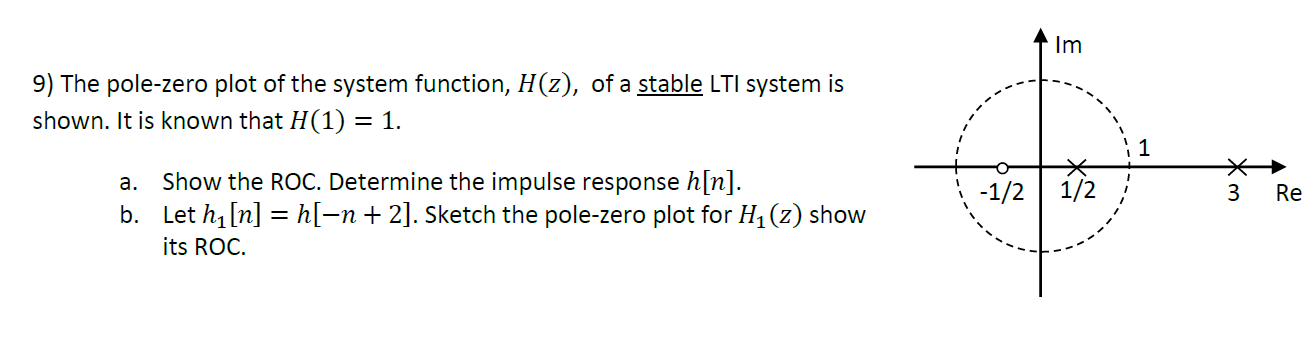 9) The pole-zero plot of the system function, H(z), of a stable LTI system is
shown. It is known that H(1) = 1.
a. Show the ROC. Determine the impulse response h[n].
b. Let h₁[n] = h[−n + 2]. Sketch the pole-zero plot for H₁(z) show
its ROC.
Im
1
-1/2 1/2 3 Re